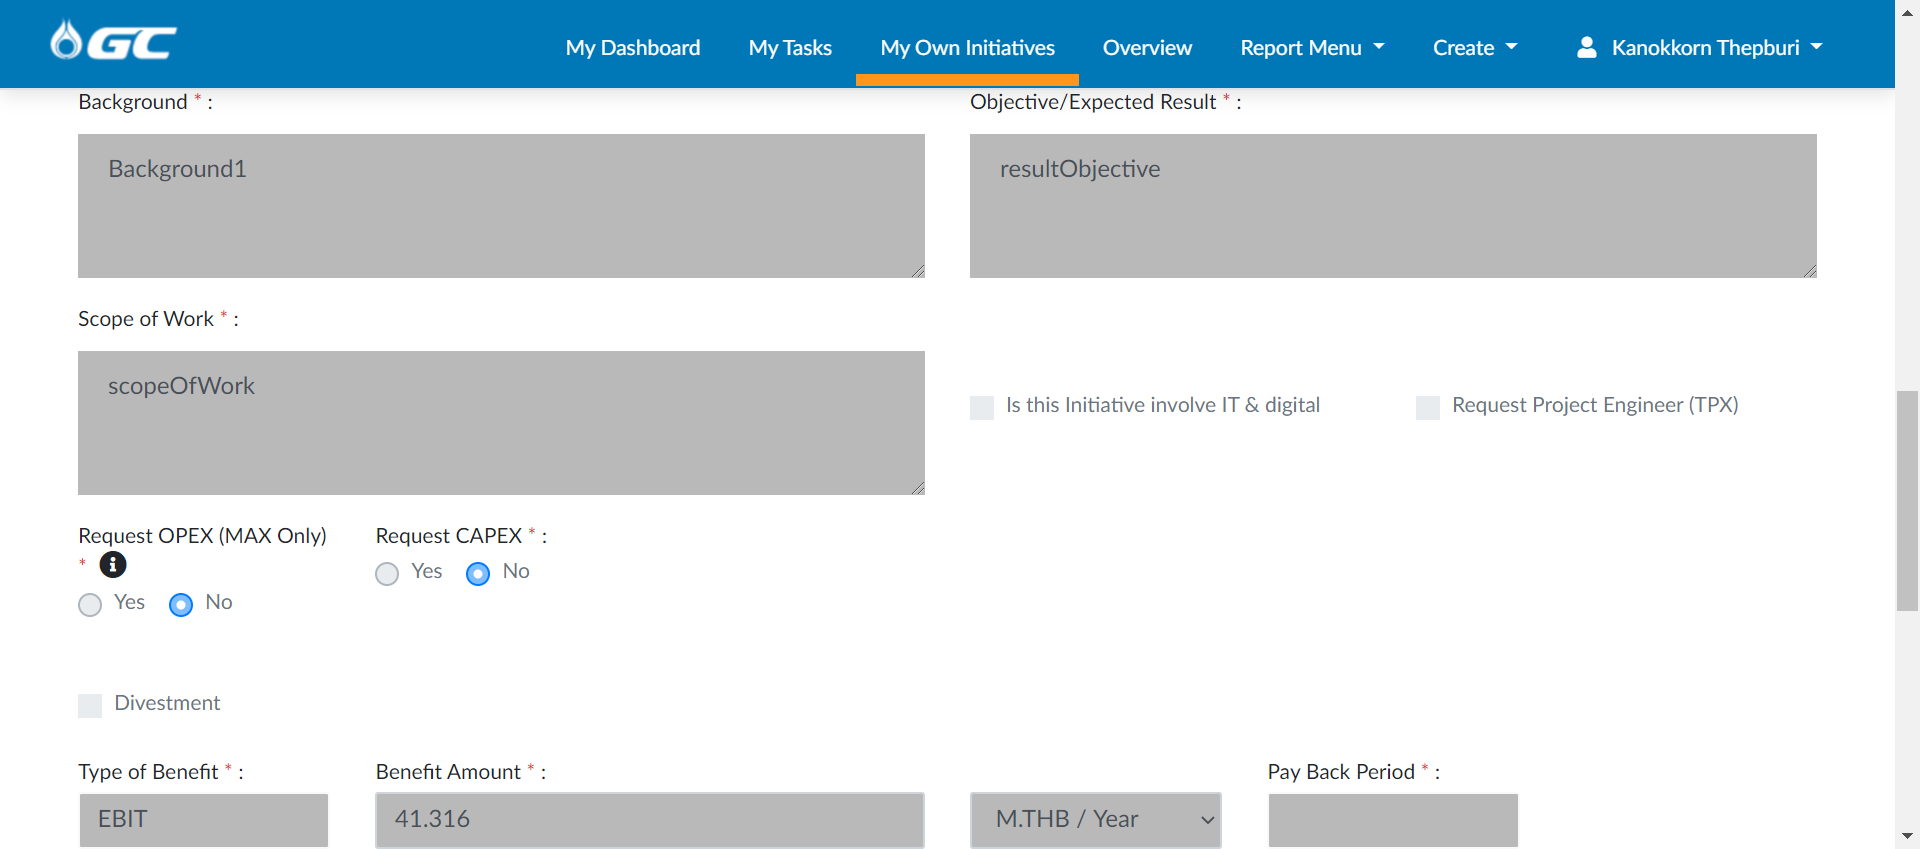 GC
My Dashboard
My Tasks
My Own Initiatives
Overview
Report Menu
Create
Kanokkorn Thepburi
Background * :
Objective/Expected Result * :
Background1
resultObjective
Scope of Work * :
scopeOfWork
Is this Initiative involve IT & digital
Request Project Engineer (TPX)
Request OPEX (MAX Only)
*
Yes
No
Request CAPEX * :
Yes
No
Divestment
Type of Benefit * :
Benefit Amount * :
Pay Back Period * :
EBIT
41.316
M.THB / Year